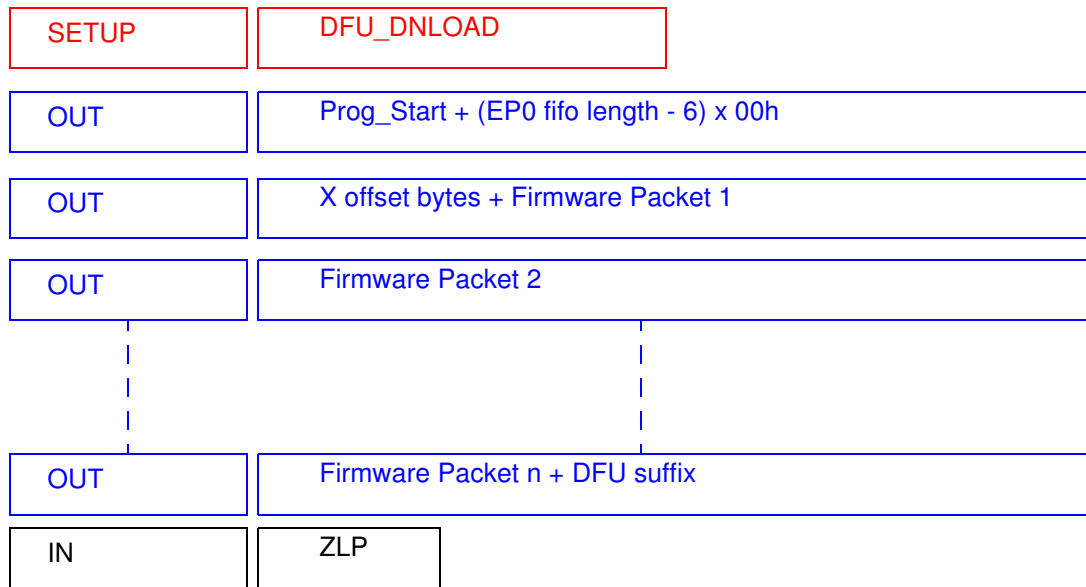 SETUP DFU_DNLOAD
OUT Prog_Start + (EP0 fifo length - 6) x 00h
OUT X offset bytes + Firmware Packet 1
OUT Firmware Packet 2
OUT Firmware Packet n + DFU suffix
IN ZLP